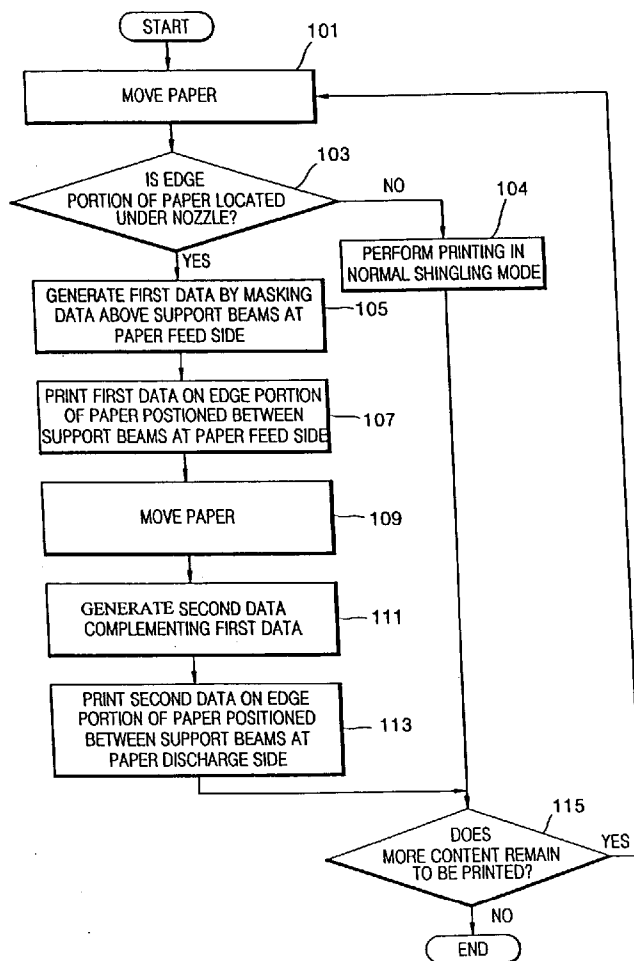 START
101
MOVE PAPER
103
IS EDGE
PORTION OF PAPER LOCATED
UNDER NOZZLE?
NO
YES
104
PERFORM PRINTING IN
NORMAL SHINGLING MODE
GENERATE FIRST DATA BY MASKING
DATA ABOVE SUPPORT BEAMS AT
PAPER FEED SIDE
105
PRINT FIRST DATA ON EDGE PORTION
OF PAPER POSTIONED BETWEEN
SUPPORT BEAMS AT PAPER FEED SIDE
107
MOVE PAPER
109
GENERATE SECOND DATA
COMPLEMENTING FIRST DATA
111
PRINT SECOND DATA ON EDGE
PORTION OF PAPER POSITIONED
BETWEEN SUPPORT BEAMS AT
PAPER DISCHARGE SIDE
113
115
DOES
MORE CONTENT REMAIN
TO BE PRINTED?
YES
NO
END